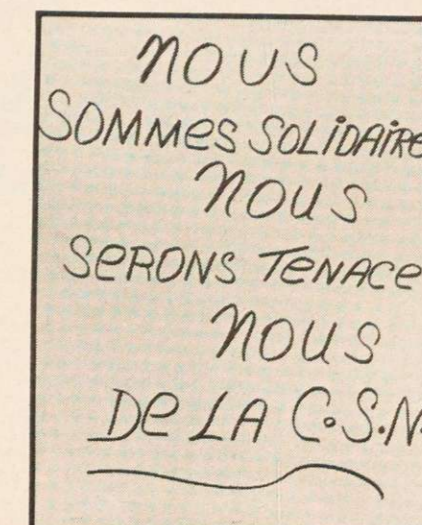 NOUS
SOMMES SOLIDAIRE
NOUS
SERONS TENACE
NOUS
DE LA C.S.N.